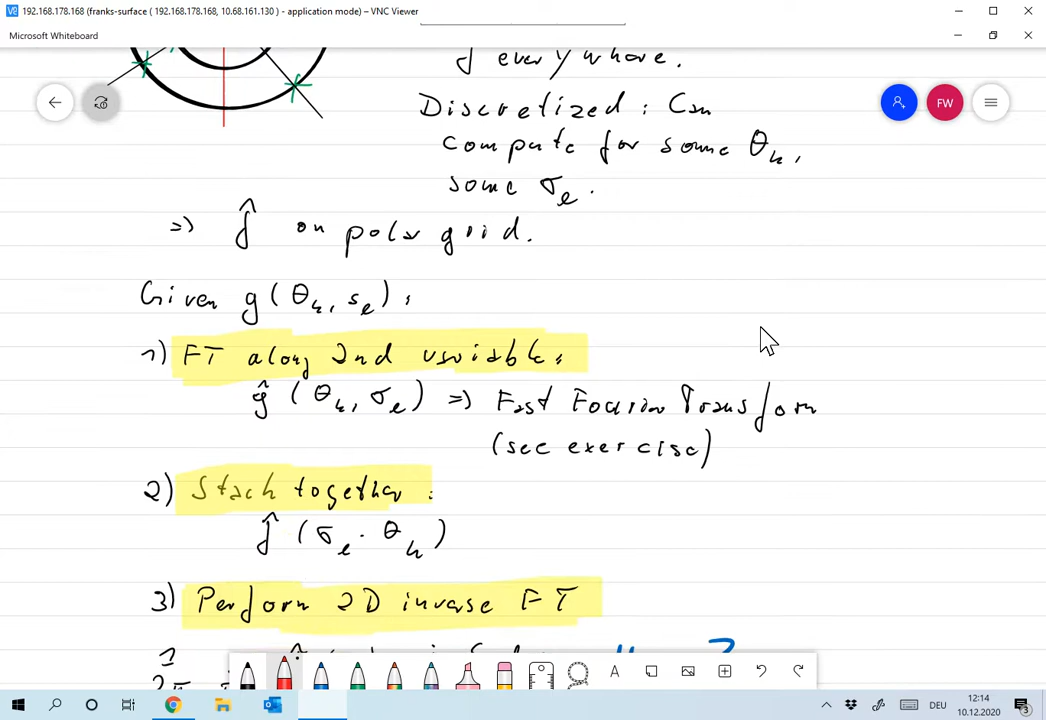 192.168.178.168 (franks-surface ( 192.168.178.168, 10.68.161.130 ) - application mode) - VNC Viewer
Microsoft Whiteboard
f everywhere.
Discretized: Can
compute for some θₖ,
some σₑ.
=> f̂ on polar grid.
FW
Given g(θₖ, sₑ):
1) FT along 2nd variable:
ĝ (θₖ, σₑ) => Fast Fourier Transform
(see exercise)
2) Stack together:
f̂ (σₑ · θₖ)
3) Perform 2D inverse FT
A
DEU
12:14
10.12.2020
3